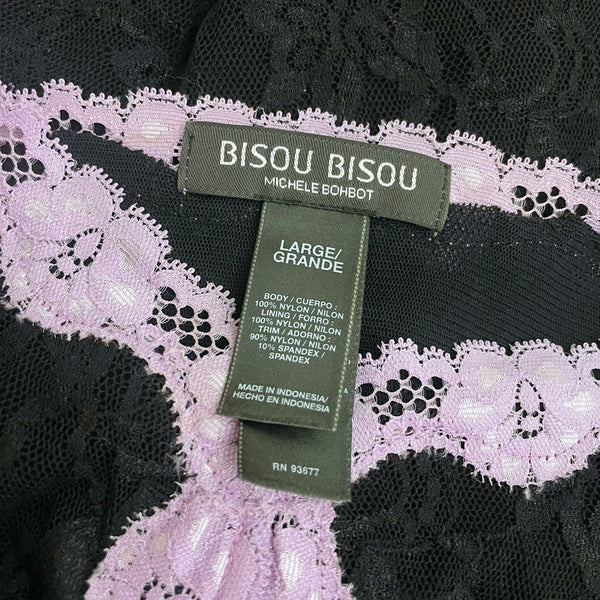 BISOU BISOU
MICHELE BOHBOT
LARGE/
GRANDE
BODY / CUERPO :
100% NYLON / NILON
LINING / FORRO :
100% NYLON / NILON
TRIM / ADORNO :
90% NYLON / NILON
10% SPANDEX /
SPANDEX
MADE IN INDONESIA/
HECHO EN INDONESIA
RN 93677